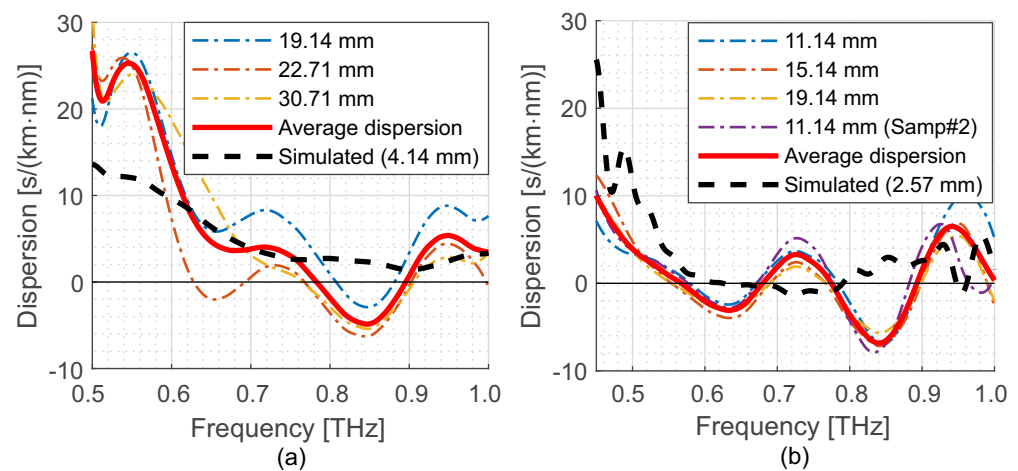 30
20
10
0
-10
Dispersion [s/(km·nm)]
19.14 mm
22.71 mm
30.71 mm
Average dispersion
Simulated (4.14 mm)
0.5
0.6
0.7
0.8
0.9
1.0
Frequency [THz]
(a)
30
20
10
0
-10
Dispersion [s/(km·nm)]
11.14 mm
15.14 mm
19.14 mm
11.14 mm (Samp#2)
Average dispersion
Simulated (2.57 mm)
0.5
0.6
0.7
0.8
0.9
1.0
Frequency [THz]
(b)